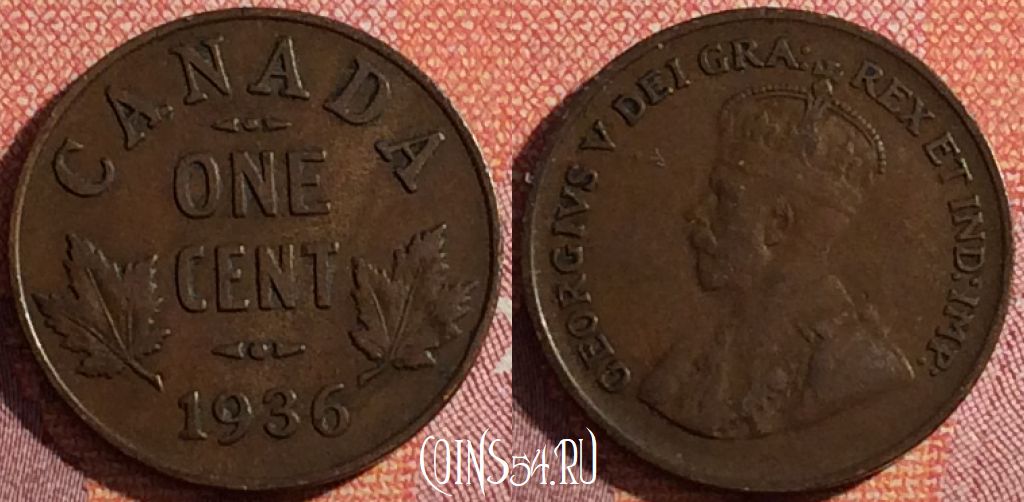 CANADA
ONE
CENT
1936
GEORGIVS V DEI GRA: REX ET IND:IMP:
COINS54.RU